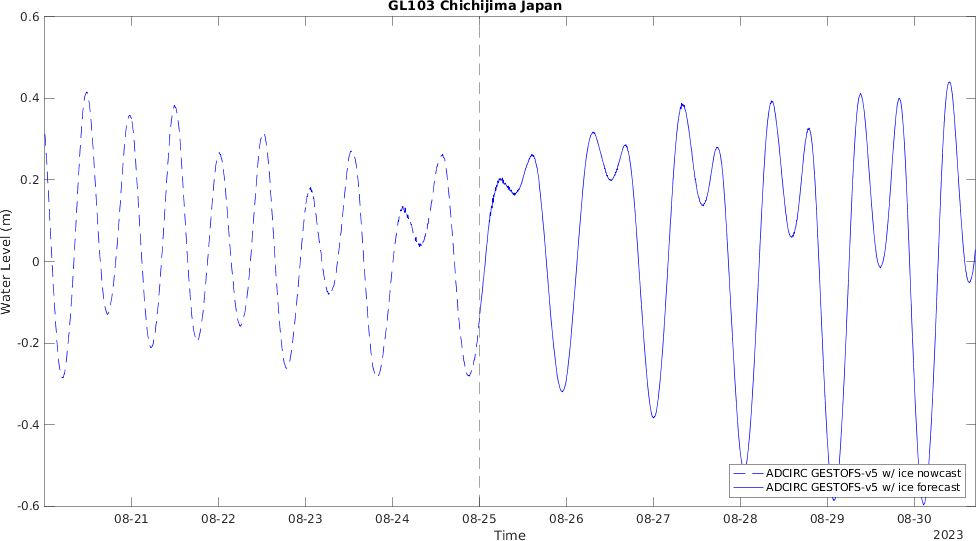 GL103 Chichijima Japan
0.6
0.4
0.2
0
-0.2
-0.4
-0.6
Water Level (m)
08-21 08-22 08-23 08-24 08-25 08-26 08-27 08-28 08-29 08-30
Time
2023
ADCIRC GESTOFS-v5 w/ ice nowcast
ADCIRC GESTOFS-v5 w/ ice forecast